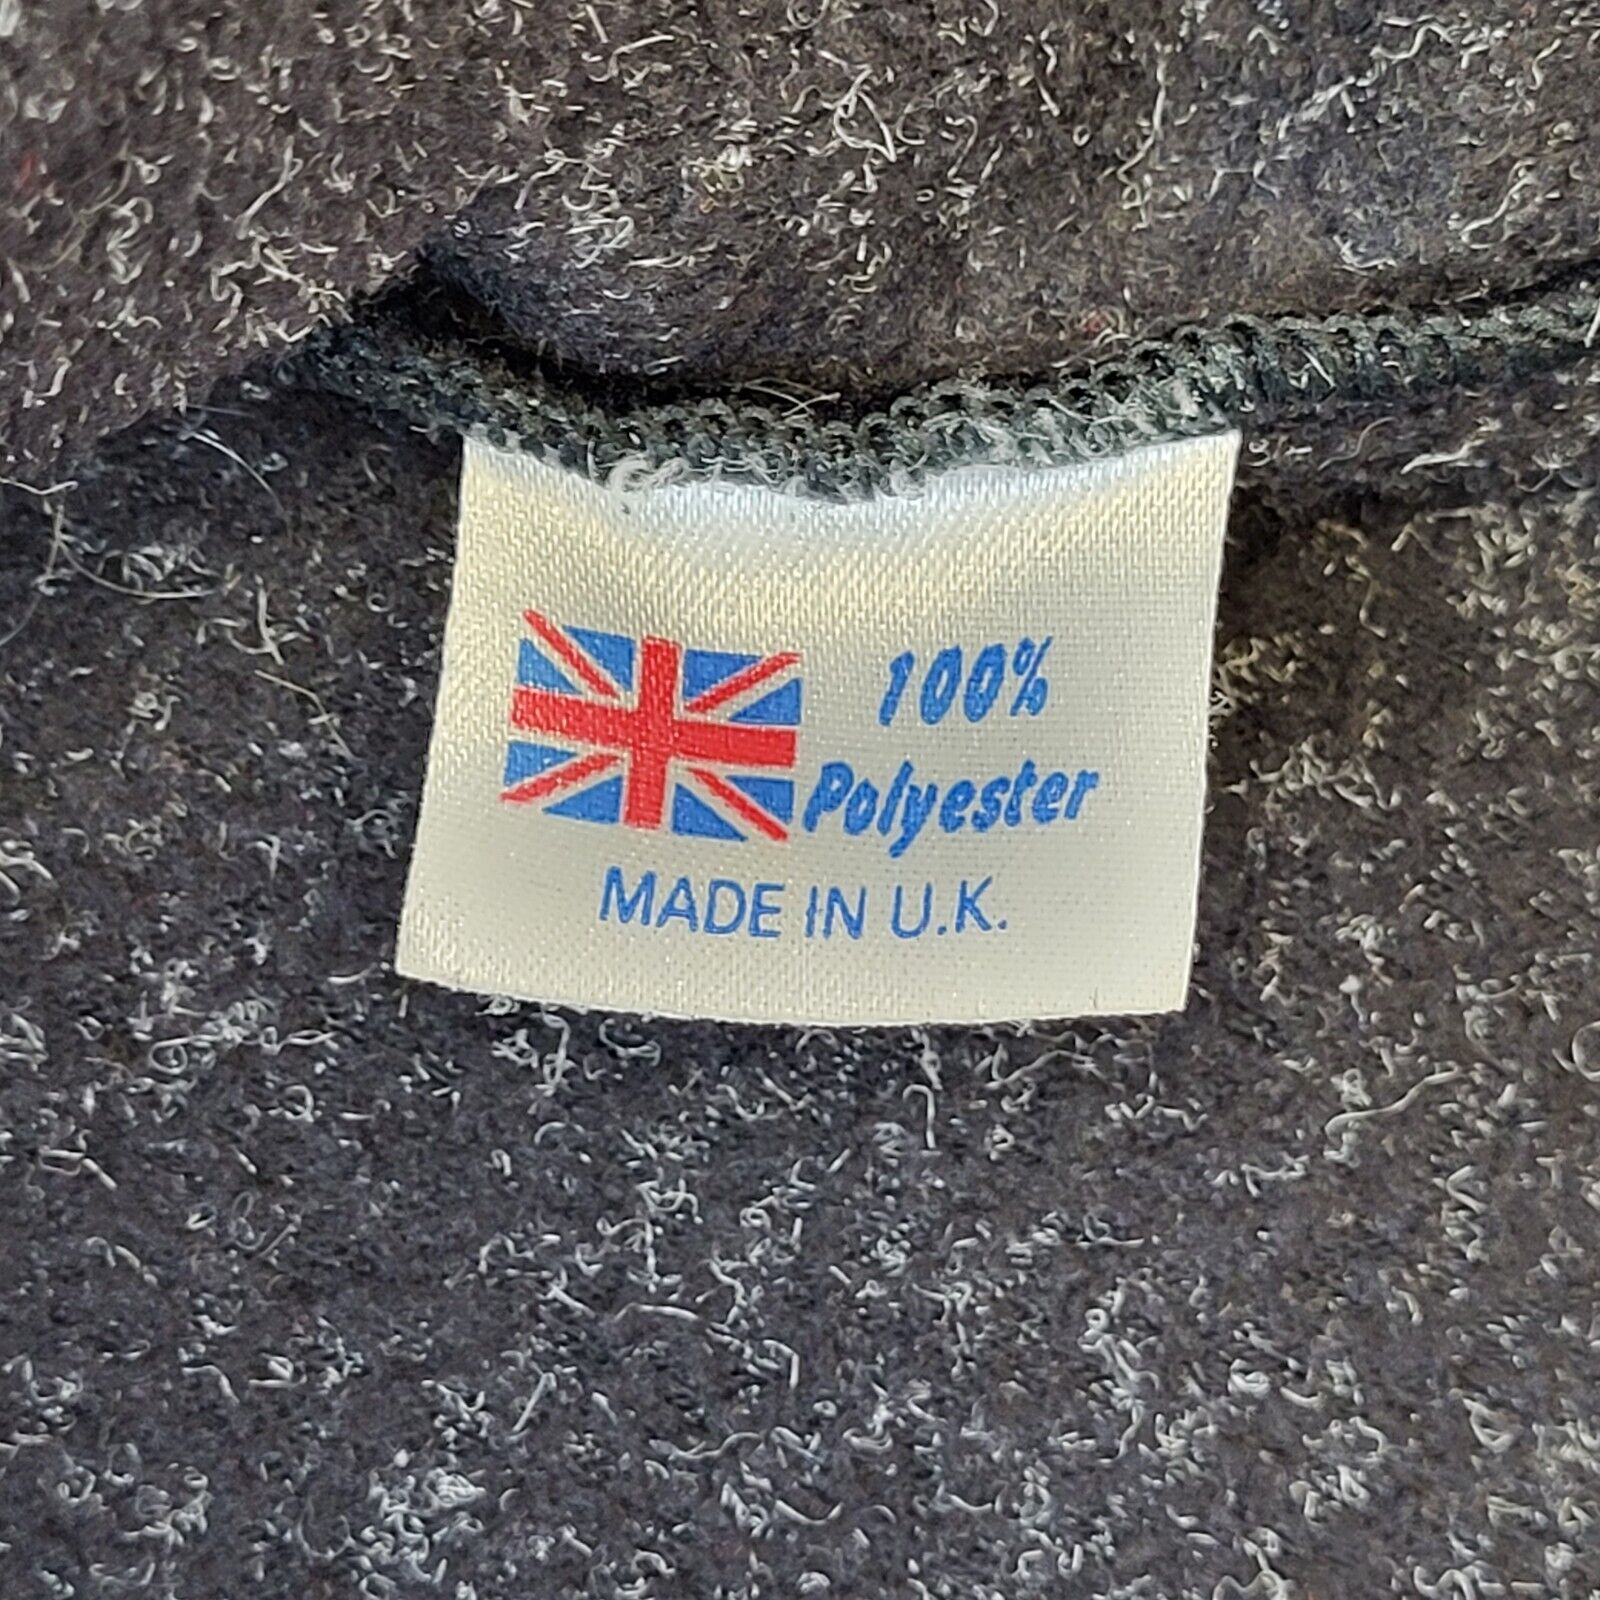 100%
Polyester
MADE IN U.K.